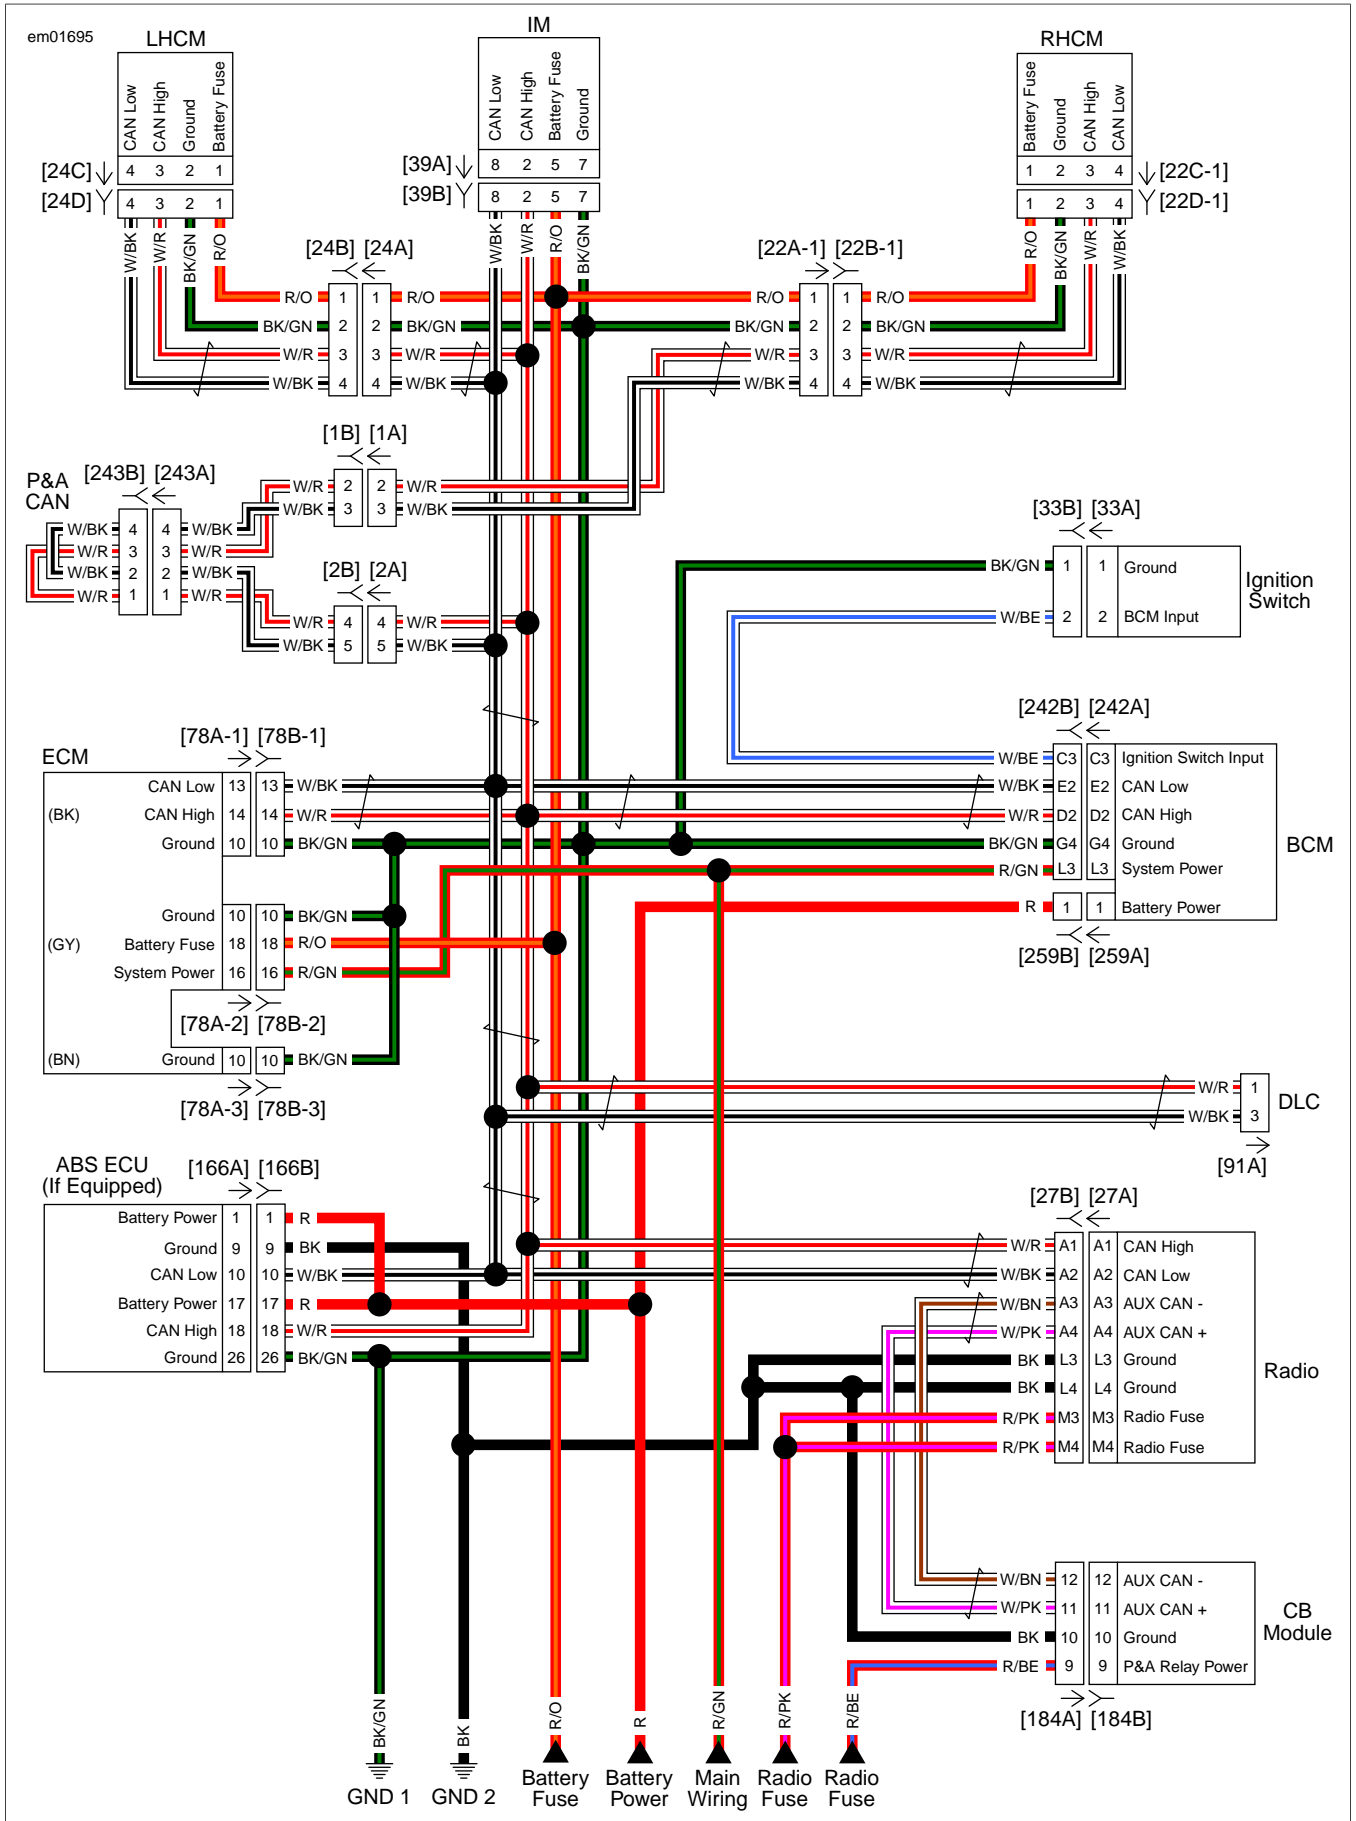 em01695
LHCM
IM
RHCM
CAN Low
CAN High
Ground
Battery Fuse
CAN Low
CAN High
Battery Fuse
Ground
Battery Fuse
Ground
CAN High
CAN Low
[24C] 4 3 2 1
[39A] 8 2 5 7
1 2 3 4 [22C-1]
[24D] 4 3 2 1
[39B] 8 2 5 7
1 2 3 4 [22D-1]
W/BK W/R BK/GN R/O
W/BK W/R R/O BK/GN
R/O BK/GN W/R W/BK
[24B] [24A]
[22A-1] [22B-1]
R/O 1 1 R/O
R/O 1 1 R/O
BK/GN 2 2 BK/GN
BK/GN 2 2 BK/GN
W/R 3 3 W/R
W/R 3 3 W/R
W/BK 4 4 W/BK
W/BK 4 4 W/BK
[1B] [1A]
W/R 2 2 W/R
W/BK 3 3 W/BK
P&A
CAN
[243B] [243A]
W/BK 4 4 W/BK
W/R 3 3 W/R
W/BK 2 2 W/BK
W/R 1 1 W/R
[2B] [2A]
W/R 4 4 W/R
W/BK 5 5 W/BK
[33B] [33A]
BK/GN 1 1 Ground
W/BE 2 2 BCM Input
Ignition
Switch
[242B] [242A]
W/BE C3 C3 Ignition Switch Input
W/BK E2 E2 CAN Low
W/R D2 D2 CAN High
BK/GN G4 G4 Ground
R/GN L3 L3 System Power
R 1 1 Battery Power
BCM
[259B] [259A]
ECM
[78A-1] [78B-1]
CAN Low 13 13 W/BK
(BK) CAN High 14 14 W/R
Ground 10 10 BK/GN
Ground 10 10 BK/GN
(GY) Battery Fuse 18 18 R/O
System Power 16 16 R/GN
[78A-2] [78B-2]
(BN) Ground 10 10 BK/GN
[78A-3] [78B-3]
W/R 1
W/BK 3
DLC
[91A]
ABS ECU
(If Equipped)
[166A] [166B]
Battery Power 1 1 R
Ground 9 9 BK
CAN Low 10 10 W/BK
Battery Power 17 17 R
CAN High 18 18 W/R
Ground 26 26 BK/GN
[27B] [27A]
W/R A1 A1 CAN High
W/BK A2 A2 CAN Low
W/BN A3 A3 AUX CAN -
W/PK A4 A4 AUX CAN +
BK L3 L3 Ground
BK L4 L4 Ground
R/PK M3 M3 Radio Fuse
R/PK M4 M4 Radio Fuse
Radio
W/BN 12 12 AUX CAN -
W/PK 11 11 AUX CAN +
BK 10 10 Ground
R/BE 9 9 P&A Relay Power
CB
Module
[184A] [184B]
BK/GN
BK
R/O
R
R/GN
R/PK
R/BE
GND 1
GND 2
Battery
Fuse
Battery
Power
Main
Wiring
Radio
Fuse
Radio
Fuse